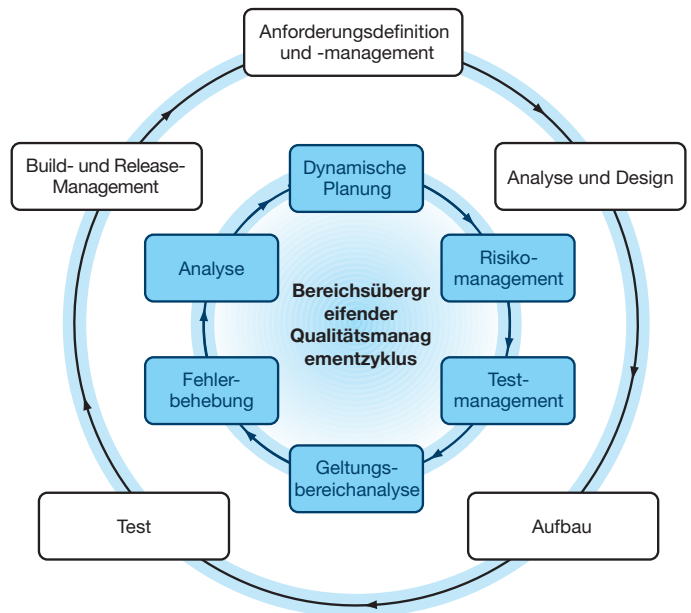 Anforderungsdefinition
und -management
Build- und Release-
Management
Analyse und Design
Dynamische
Planung
Analyse
Risiko-
management
Bereichsübergr
eifender
Qualitätsmanag
ementzyklus
Fehler-
behebung
Test-
management
Geltungs-
bereichanalyse
Test
Aufbau